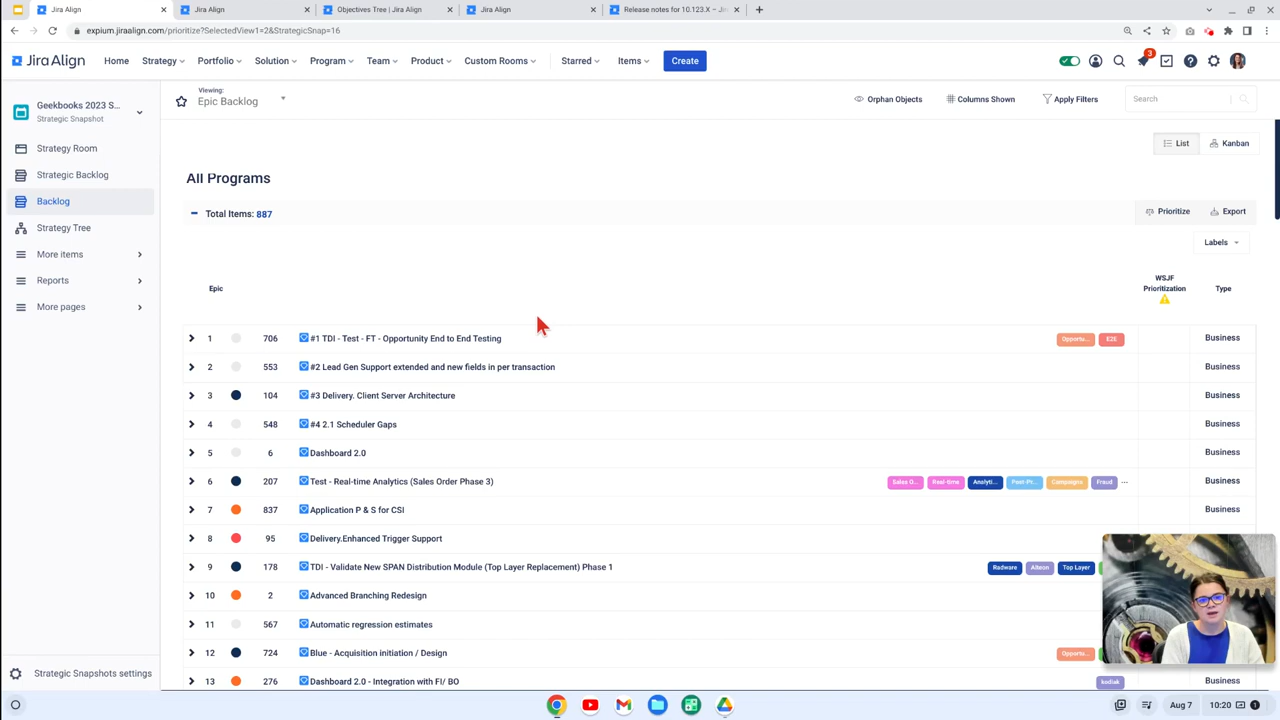 Jira Align
Jira Align
Objectives Tree | Jira Align
Jira Align
Release notes for 10.123.X – Jir
expium.jiraalign.com/prioritize?SelectedView1=2&StrategicSnap=16
Jira Align
Home
Strategy
Portfolio
Solution
Program
Team
Product
Custom Rooms
Starred
Items
Create
3
Geekbooks 2023 S...
Strategic Snapshot
Strategy Room
Strategic Backlog
Backlog
Strategy Tree
More items
Reports
More pages
Strategic Snapshots settings
Viewing:
Epic Backlog
Orphan Objects
Columns Shown
Apply Filters
Search
List
Kanban
All Programs
Total Items: 887
Prioritize
Export
Labels
Epic
WSJF
Prioritization
Type
1 706 #1 TDI - Test - FT - Opportunity End to End Testing Opportu... E2E Business
2 553 #2 Lead Gen Support extended and new fields in per transaction Business
3 104 #3 Delivery. Client Server Architecture Business
4 548 #4 2.1 Scheduler Gaps Business
5 6 Dashboard 2.0 Business
6 207 Test - Real-time Analytics (Sales Order Phase 3) Sales O... Real-time Analyti... Post-Pr... Campaigns Fraud ... Business
7 837 Application P & S for CSI Business
8 95 Delivery.Enhanced Trigger Support
9 178 TDI - Validate New SPAN Distribution Module (Top Layer Replacement) Phase 1 Radware Alteon Top Layer
10 2 Advanced Branching Redesign
11 567 Automatic regression estimates
12 724 Blue - Acquisition initiation / Design Opportu...
13 276 Dashboard 2.0 - Integration with FI/ BO kodiak Business
Aug 7
10:20
1